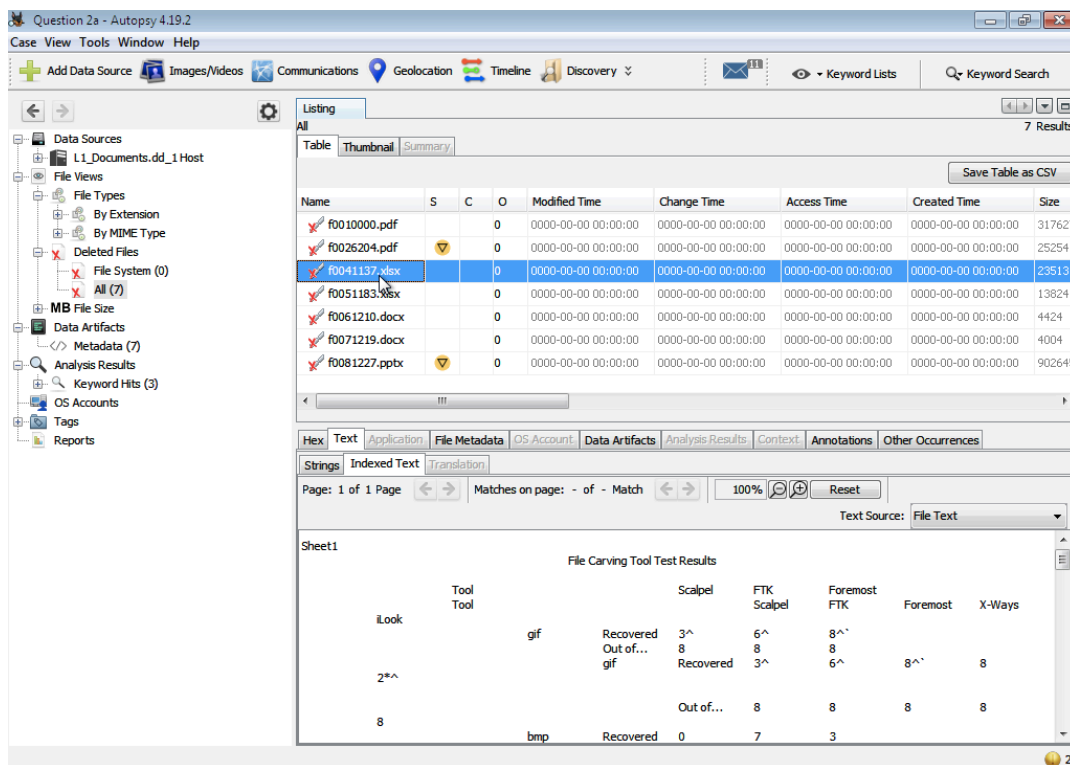 Question 2a - Autopsy 4.19.2
Case View Tools Window Help
Add Data Source Images/Videos Communications Geolocation Timeline Discovery 11 Keyword Lists Keyword Search
Data Sources
L1_Documents.dd_1 Host
File Views
File Types
By Extension
By MIME Type
Deleted Files
File System (0)
All (7)
MB File Size
Data Artifacts
Metadata (7)
Analysis Results
Keyword Hits (3)
OS Accounts
Tags
Reports
Listing
All 7 Results
Table Thumbnail Summary
Save Table as CSV
Name S C O Modified Time Change Time Access Time Created Time Size
f0010000.pdf 0 0000-00-00 00:00:00 0000-00-00 00:00:00 0000-00-00 00:00:00 0000-00-00 00:00:00 31762
f0026204.pdf 0 0000-00-00 00:00:00 0000-00-00 00:00:00 0000-00-00 00:00:00 0000-00-00 00:00:00 25254
f0041137.xlsx 0 0000-00-00 00:00:00 0000-00-00 00:00:00 0000-00-00 00:00:00 0000-00-00 00:00:00 23513
f0051183.xlsx 0 0000-00-00 00:00:00 0000-00-00 00:00:00 0000-00-00 00:00:00 0000-00-00 00:00:00 13824
f0061210.docx 0 0000-00-00 00:00:00 0000-00-00 00:00:00 0000-00-00 00:00:00 0000-00-00 00:00:00 4424
f0071219.docx 0 0000-00-00 00:00:00 0000-00-00 00:00:00 0000-00-00 00:00:00 0000-00-00 00:00:00 4004
f0081227.pptx 0 0000-00-00 00:00:00 0000-00-00 00:00:00 0000-00-00 00:00:00 0000-00-00 00:00:00
Hex Text Application File Metadata OS Account Data Artifacts Analysis Results Context Annotations Other Occurrences
Strings Indexed Text Translation
Page: 1 of 1 Page Matches on page: - of - Match 100% Reset
Text Source: File Text
Sheet1
File Carving Tool Test Results
Tool Scalpel FTK Foremost
Tool Scalpel FTK Foremost X-Ways
iLook
gif Recovered 3^ 6^ 8^`
Out of... 8 8 8
gif Recovered 3^ 6^ 8^` 8
2*^
Out of... 8 8 8 8
8
bmp Recovered 0 7 3
2